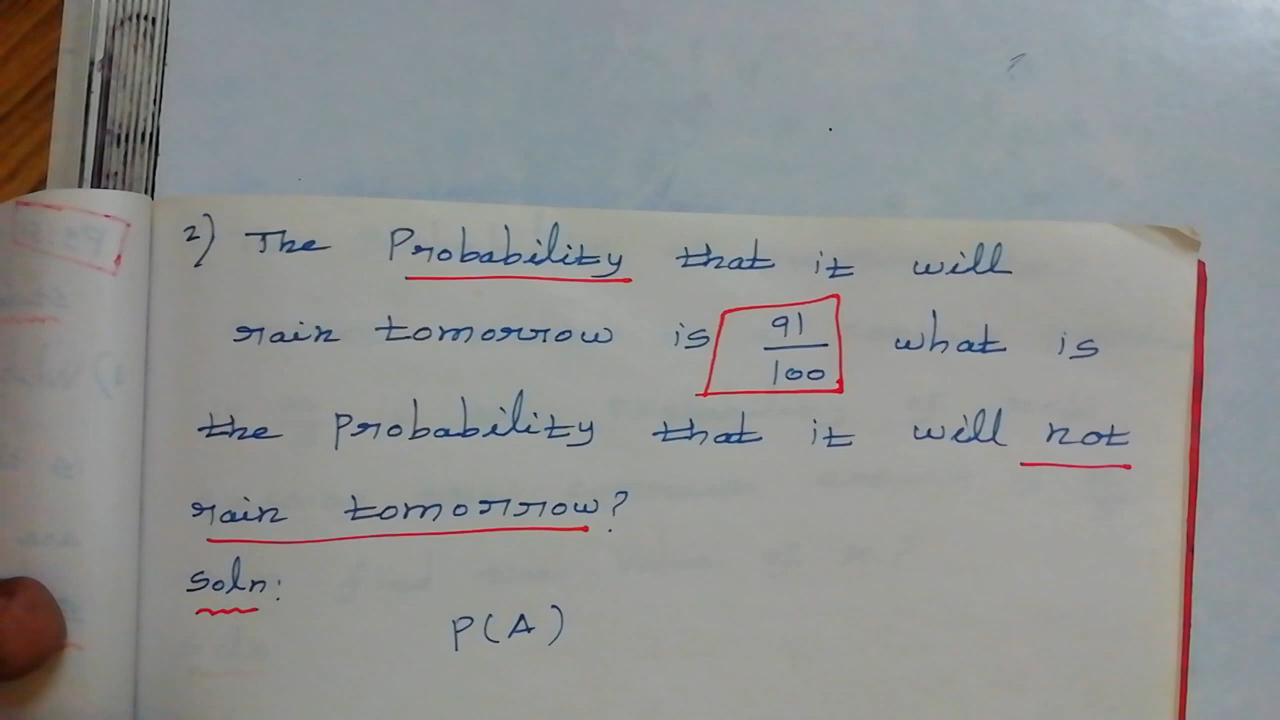 2) The Probability that it will
rain tomorrow is 91/100 what is
the Probability that it will not
rain tomorrow?
Soln:
P(A)